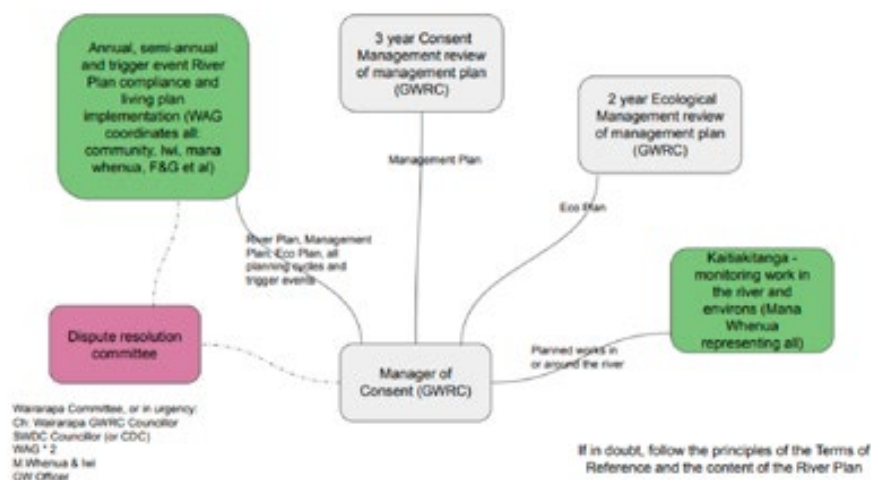 Annual, semi-annual
and trigger event River
Plan compliance and
living plan
implementation (WAG
coordinates all:
community, Iwi, mana
whenua, F&G et al)
3 year Consent
Management review
of management plan
(GWRC)
2 year Ecological
Management review
of management plan
(GWRC)
Management Plan
Eco Plan
River Plan, Management
Plan, Eco Plan, all
planning cycles and
trigger events
Kaitiakitanga -
monitoring work in
the river and
environs (Mana
Whenua
representing all)
Dispute resolution
committee
Manager of
Consent (GWRC)
Planned works in
or around the river
Wairarapa Committee, or in urgency:
Ch: Wairarapa GWRC Councillor
SWDC Councillor (or CDC)
WAG * 2
M.Whenua & Iwi
GW Officer
If in doubt, follow the principles of the Terms of
Reference and the content of the River Plan